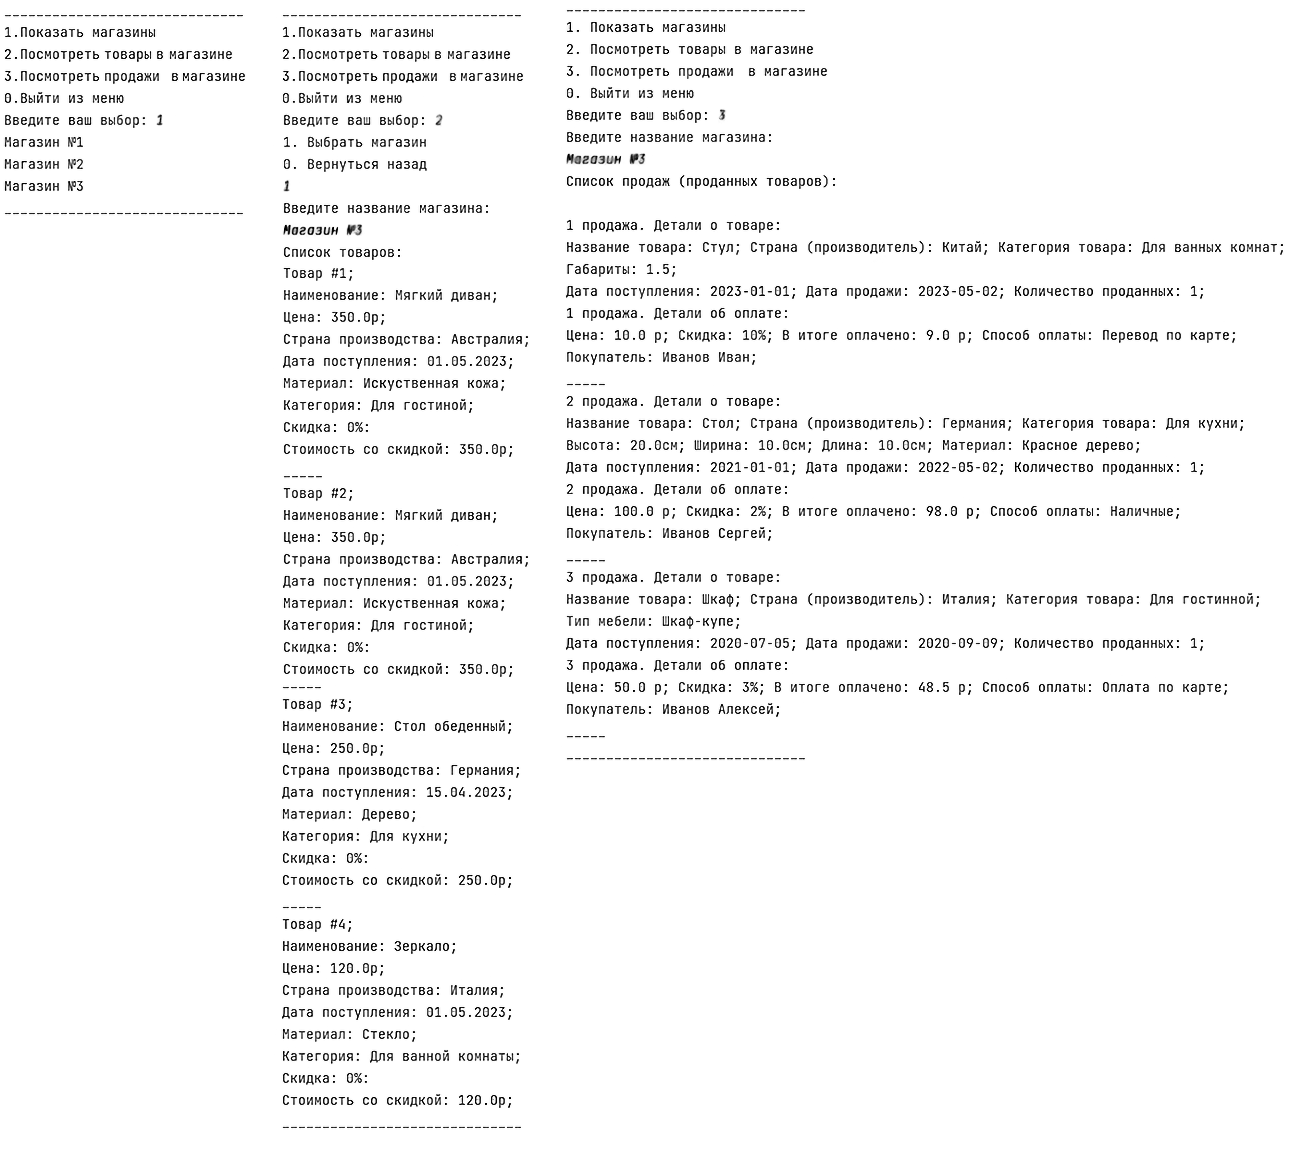 ______________________________
1.Показать магазины
2.Посмотреть товары в магазине
3.Посмотреть продажи  в магазине
0.Выйти из меню
Введите ваш выбор: 1
Магазин №1
Магазин №2
Магазин №3
______________________________
______________________________
1.Показать магазины
2.Посмотреть товары в магазине
3.Посмотреть продажи  в магазине
0.Выйти из меню
Введите ваш выбор: 2
1. Выбрать магазин
0. Вернуться назад
1
Введите название магазина:
Магазин №3
Список товаров:
Товар #1;
Наименование: Мягкий диван;
Цена: 350.0р;
Страна производства: Австралия;
Дата поступления: 01.05.2023;
Материал: Искуственная кожа;
Категория: Для гостиной;
Скидка: 0%:
Стоимость со скидкой: 350.0р;
_____
Товар #2;
Наименование: Мягкий диван;
Цена: 350.0р;
Страна производства: Австралия;
Дата поступления: 01.05.2023;
Материал: Искуственная кожа;
Категория: Для гостиной;
Скидка: 0%:
Стоимость со скидкой: 350.0р;
_____
Товар #3;
Наименование: Стол обеденный;
Цена: 250.0р;
Страна производства: Германия;
Дата поступления: 15.04.2023;
Материал: Дерево;
Категория: Для кухни;
Скидка: 0%:
Стоимость со скидкой: 250.0р;
_____
Товар #4;
Наименование: Зеркало;
Цена: 120.0р;
Страна производства: Италия;
Дата поступления: 01.05.2023;
Материал: Стекло;
Категория: Для ванной комнаты;
Скидка: 0%:
Стоимость со скидкой: 120.0р;
______________________________
______________________________
1. Показать магазины
2. Посмотреть товары в магазине
3. Посмотреть продажи  в магазине
0. Выйти из меню
Введите ваш выбор: 3
Введите название магазина:
Магазин №3
Список продаж (проданных товаров):
1 продажа. Детали о товаре:
Название товара: Стул; Страна (производитель): Китай; Категория товара: Для ванных комнат;
Габариты: 1.5;
Дата поступления: 2023-01-01; Дата продажи: 2023-05-02; Количество проданных: 1;
1 продажа. Детали об оплате:
Цена: 10.0 р; Скидка: 10%; В итоге оплачено: 9.0 р; Способ оплаты: Перевод по карте;
Покупатель: Иванов Иван;
_____
2 продажа. Детали о товаре:
Название товара: Стол; Страна (производитель): Германия; Категория товара: Для кухни;
Высота: 20.0см; Ширина: 10.0см; Длина: 10.0см; Материал: Красное дерево;
Дата поступления: 2021-01-01; Дата продажи: 2022-05-02; Количество проданных: 1;
2 продажа. Детали об оплате:
Цена: 100.0 р; Скидка: 2%; В итоге оплачено: 98.0 р; Способ оплаты: Наличные;
Покупатель: Иванов Сергей;
_____
3 продажа. Детали о товаре:
Название товара: Шкаф; Страна (производитель): Италия; Категория товара: Для гостинной;
Тип мебели: Шкаф-купе;
Дата поступления: 2020-07-05; Дата продажи: 2020-09-09; Количество проданных: 1;
3 продажа. Детали об оплате:
Цена: 50.0 р; Скидка: 3%; В итоге оплачено: 48.5 р; Способ оплаты: Оплата по карте;
Покупатель: Иванов Алексей;
_____
______________________________